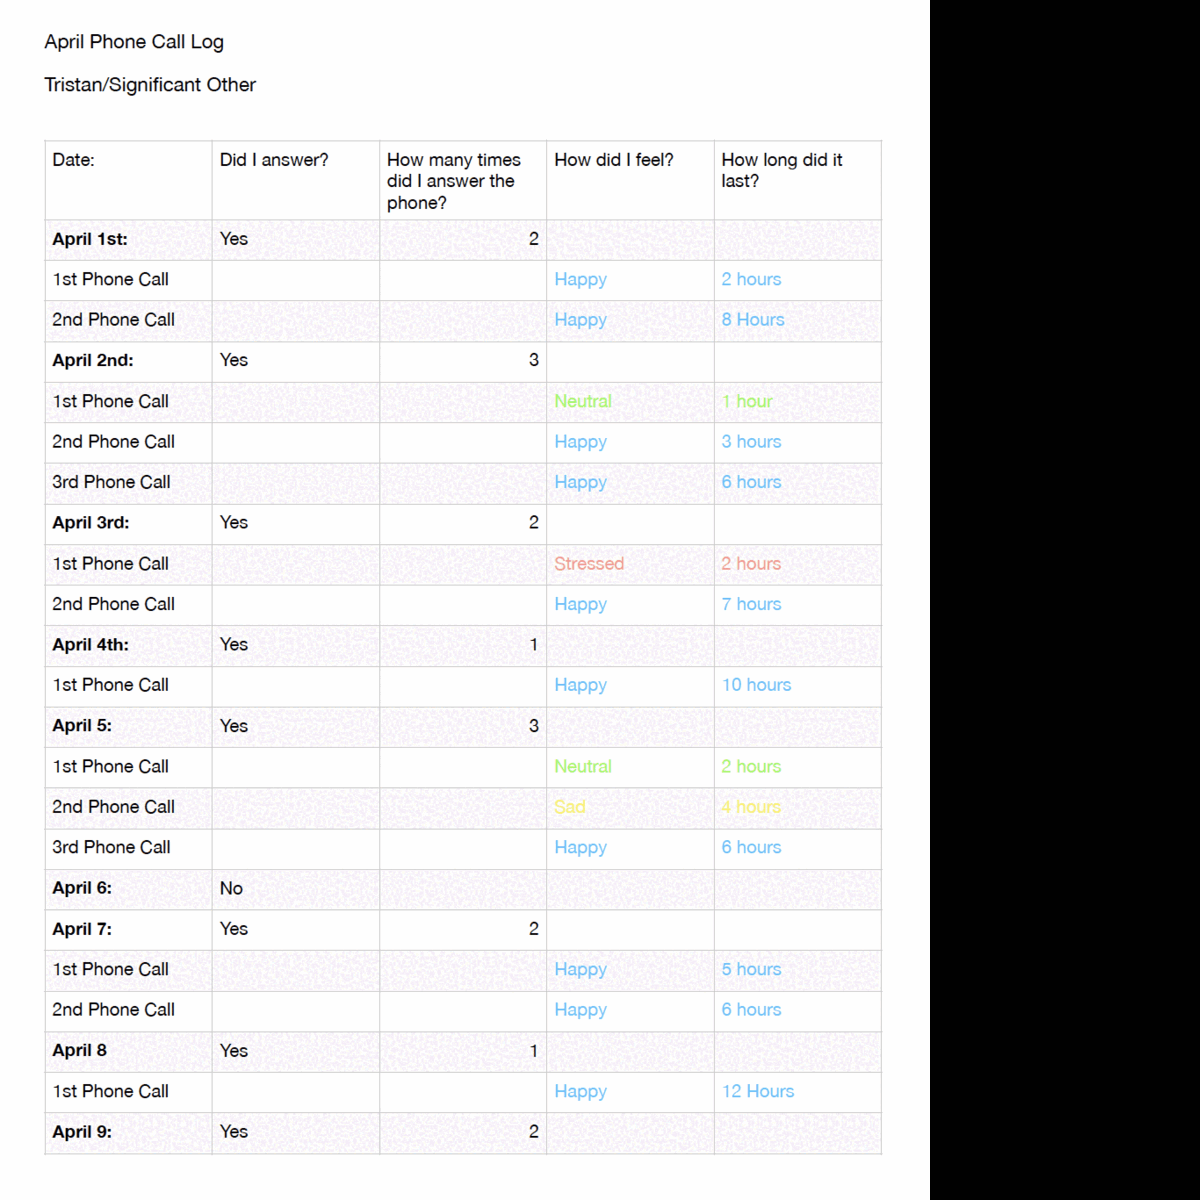 April Phone Call Log
Tristan/Significant Other
Date: Did I answer? How many times did I answer the phone? How did I feel? How long did it last?
April 1st: Yes 2
1st Phone Call Happy 2 hours
2nd Phone Call Happy 8 Hours
April 2nd: Yes 3
1st Phone Call Neutral 1 hour
2nd Phone Call Happy 3 hours
3rd Phone Call Happy 6 hours
April 3rd: Yes 2
1st Phone Call Stressed 2 hours
2nd Phone Call Happy 7 hours
April 4th: Yes 1
1st Phone Call Happy 10 hours
April 5: Yes 3
1st Phone Call Neutral 2 hours
2nd Phone Call Sad 4 hours
3rd Phone Call Happy 6 hours
April 6: No
April 7: Yes 2
1st Phone Call Happy 5 hours
2nd Phone Call Happy 6 hours
April 8 Yes 1
1st Phone Call Happy 12 Hours
April 9: Yes 2